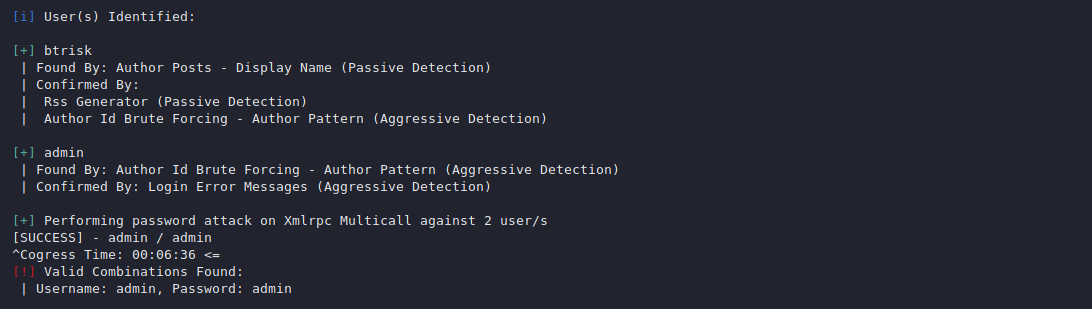 [i] User(s) Identified:
[+] btrisk
| Found By: Author Posts - Display Name (Passive Detection)
| Confirmed By:
|  Rss Generator (Passive Detection)
|  Author Id Brute Forcing - Author Pattern (Aggressive Detection)
[+] admin
| Found By: Author Id Brute Forcing - Author Pattern (Aggressive Detection)
| Confirmed By: Login Error Messages (Aggressive Detection)
[+] Performing password attack on Xmlrpc Multicall against 2 user/s
[SUCCESS] - admin / admin
^Cogress Time: 00:06:36 <=
[!] Valid Combinations Found:
| Username: admin, Password: admin